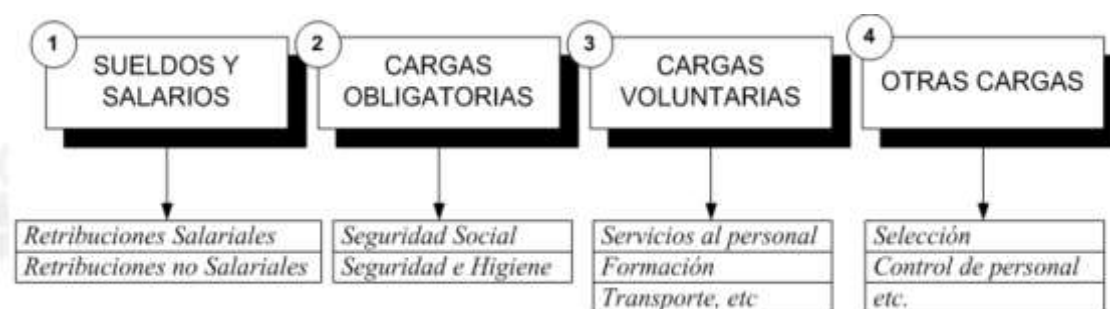 1
SUELDOS Y
SALARIOS
Retribuciones Salariales
Retribuciones no Salariales
2
CARGAS
OBLIGATORIAS
Seguridad Social
Seguridad e Higiene
3
CARGAS
VOLUNTARIAS
Servicios al personal
Formación
Transporte, etc
4
OTRAS CARGAS
Selección
Control de personal
etc.